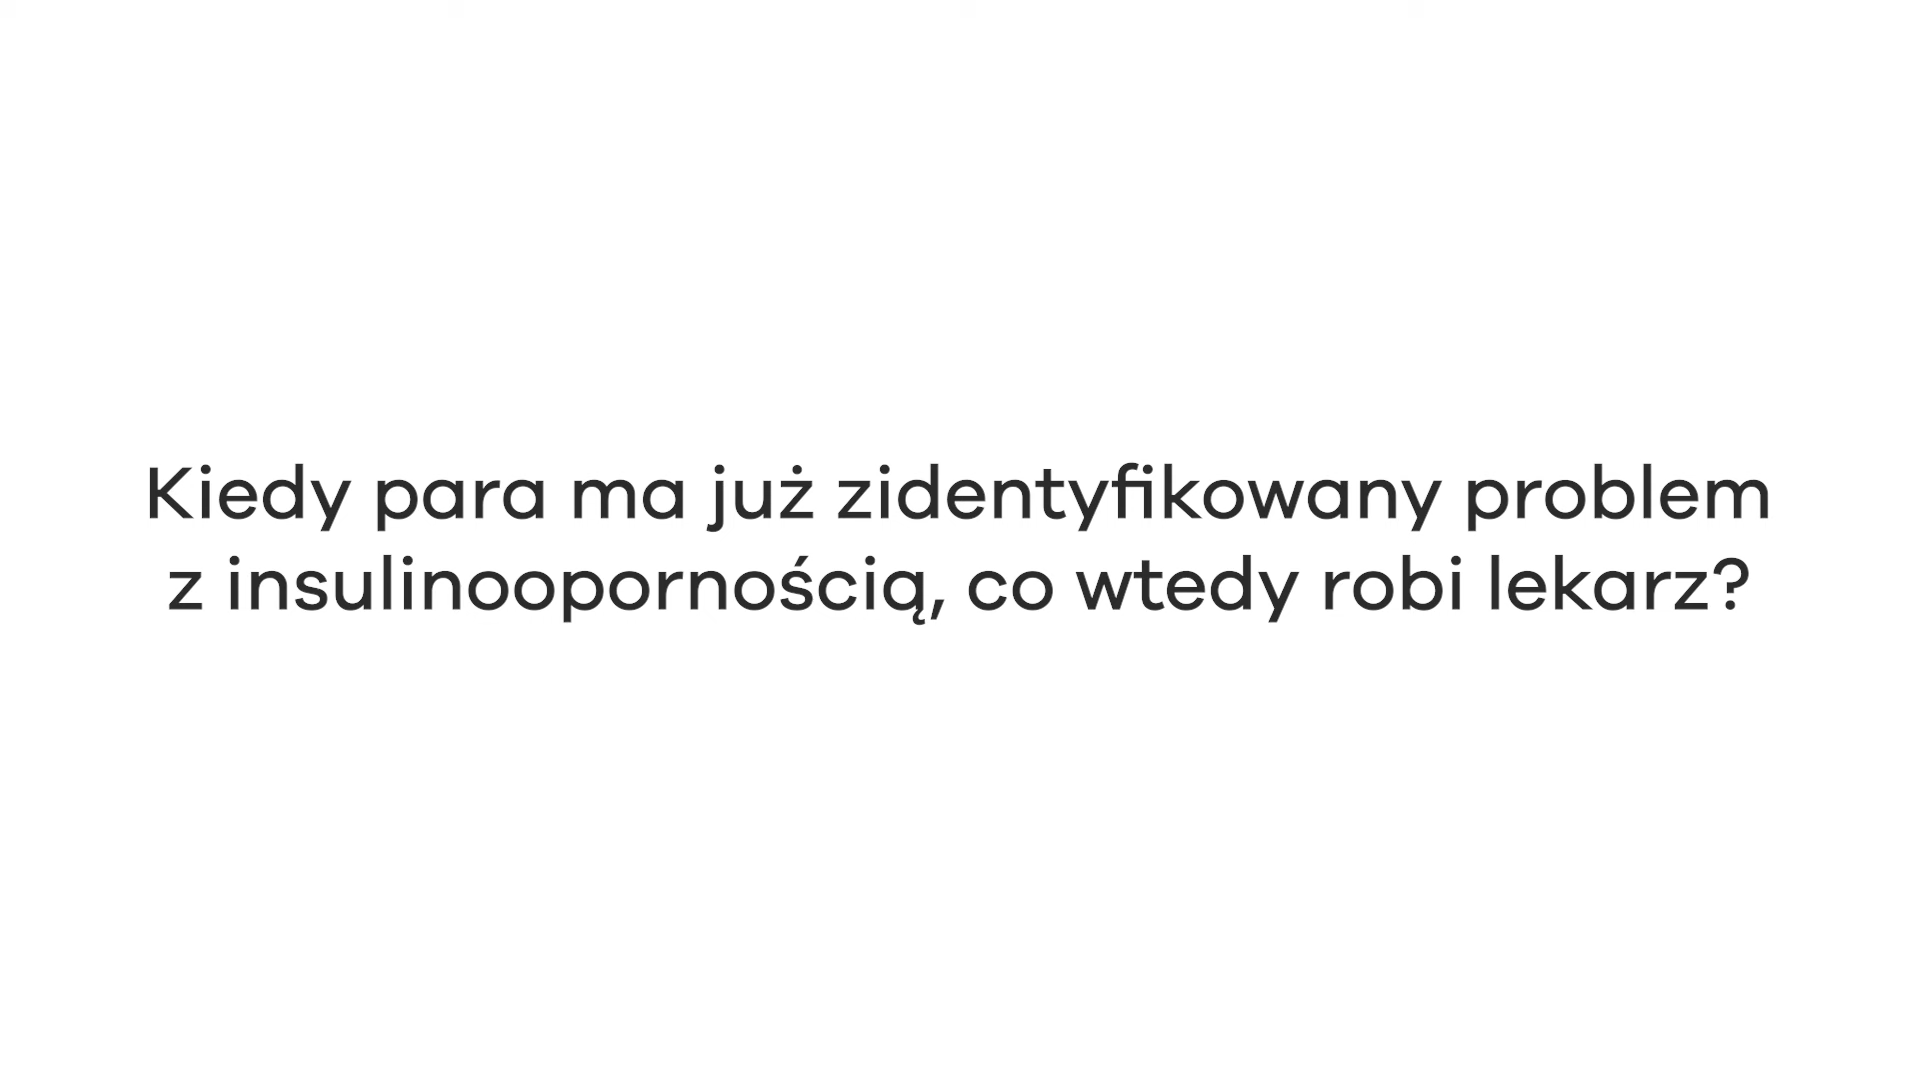 Kiedy para ma już zidentyfikowany problem
z insulinoopornością, co wtedy robi lekarz?